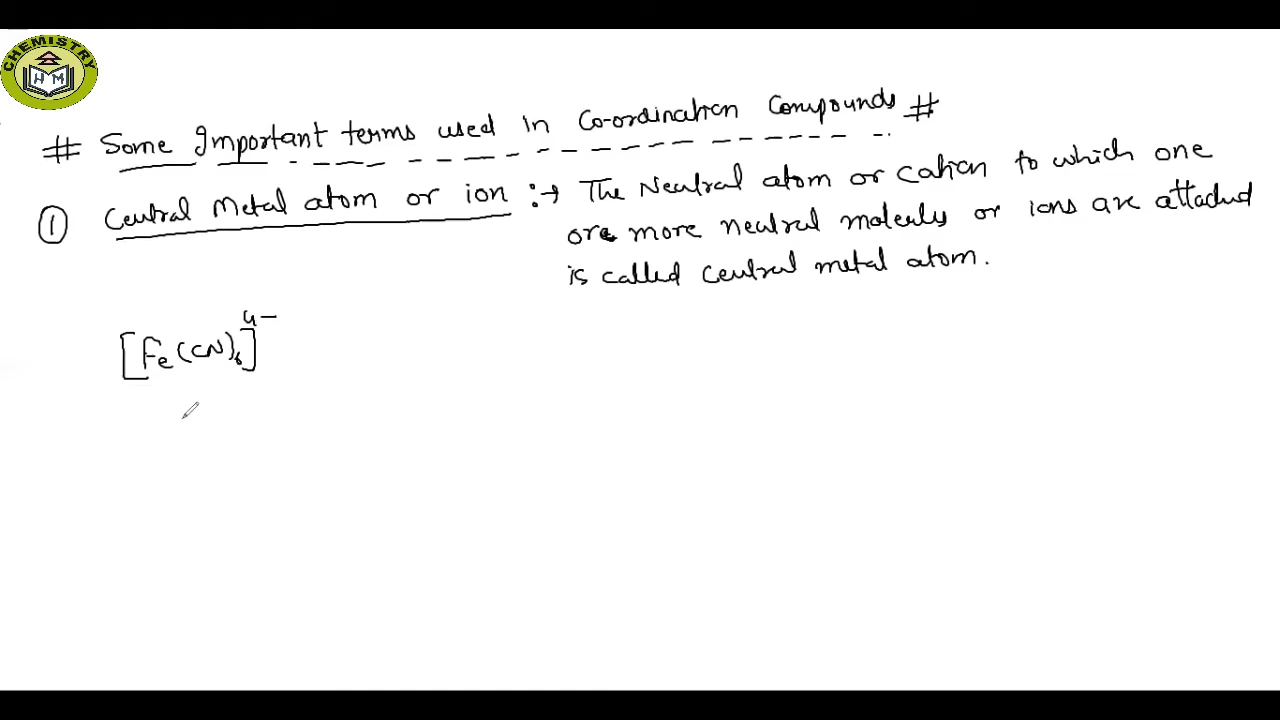 CHEMISTRY
HM
# Some Important terms used in Co-ordination Compounds #
① Central Metal atom or ion :→ The Neutral atom or Cation to which one
or more neutral molecules or ions are attached
is called central metal atom.
[Fe(CN)₆]⁴⁻